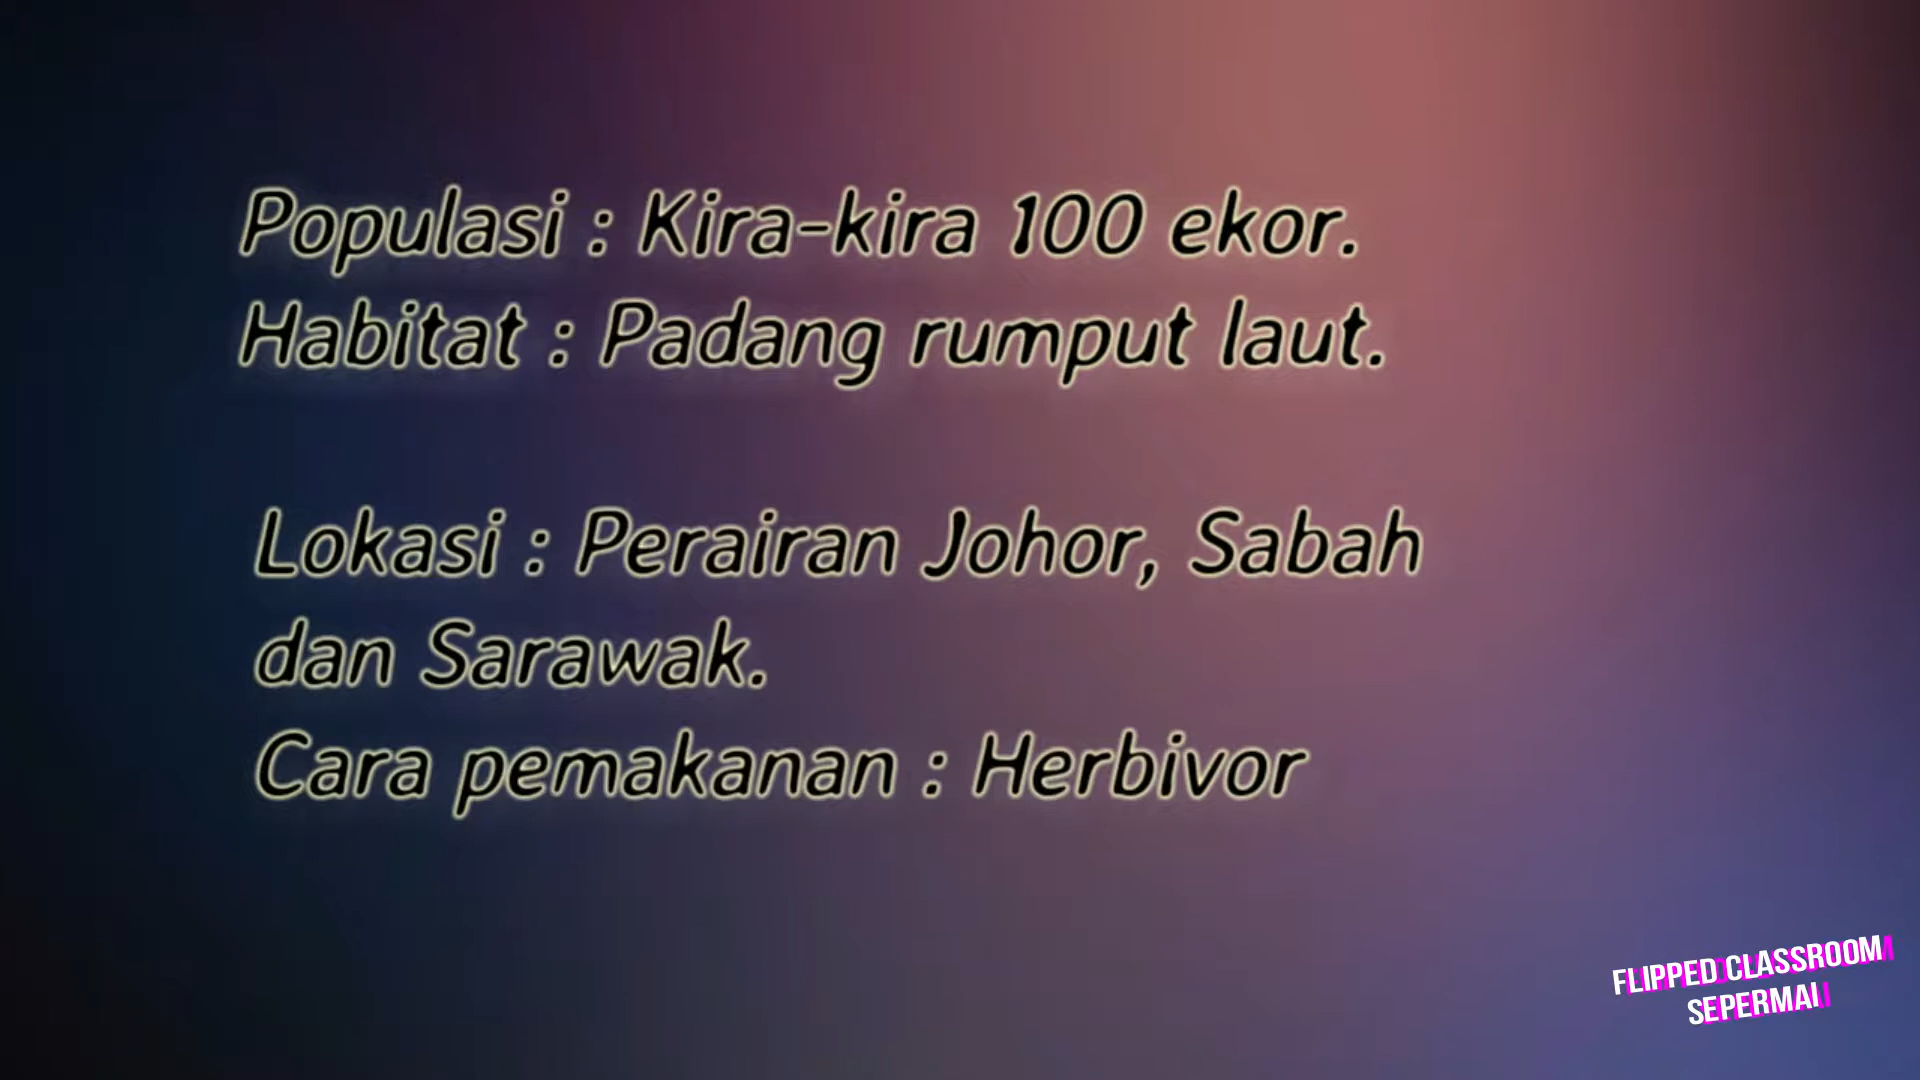 Populasi : Kira-kira 100 ekor.
Habitat : Padang rumput laut.
Lokasi : Perairan Johor, Sabah
dan Sarawak.
Cara pemakanan : Herbivor
FLIPPED CLASSROOM
SEPERMAI